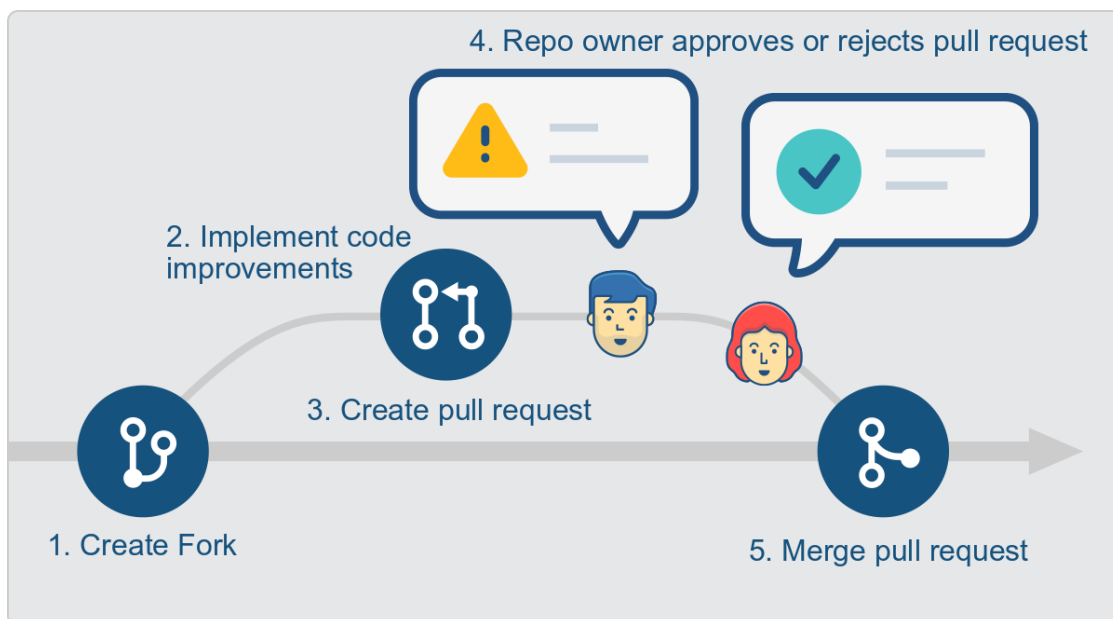 4. Repo owner approves or rejects pull request
2. Implement code
improvements
3. Create pull request
1. Create Fork
5. Merge pull request